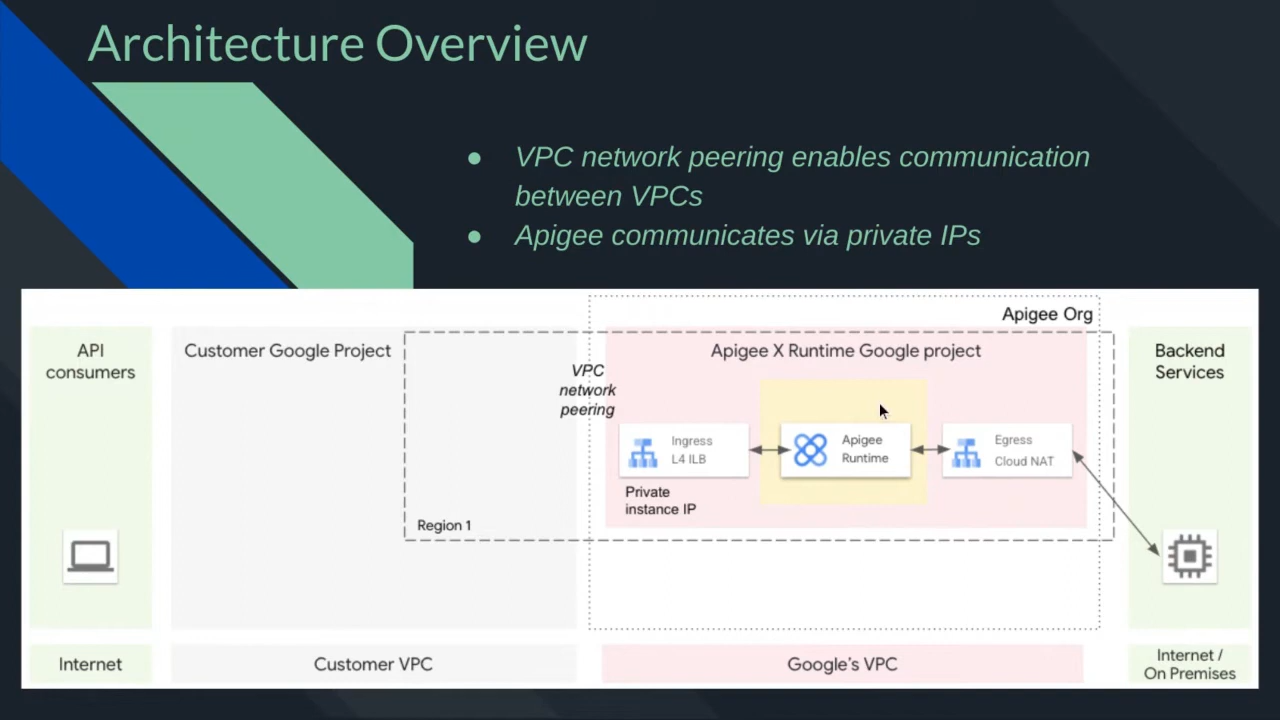 Architecture Overview
● VPC network peering enables communication
between VPCs
● Apigee communicates via private IPs
Apigee Org
API
consumers
Customer Google Project
VPC
network
peering
Apigee X Runtime Google project
Backend
Services
Ingress
L4 ILB
Apigee
Runtime
Egress
Cloud NAT
Private
instance IP
Region 1
Internet
Customer VPC
Google's VPC
Internet /
On Premises